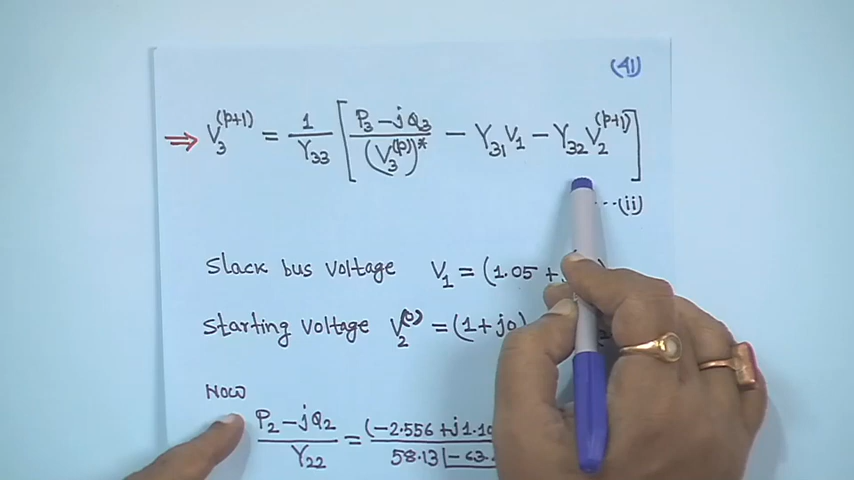 (41)
⇒ V₃^(p+1) = 1/Y₃₃ [ (P₃ - jQ₃)/(V₃^(p))* - Y₃₁V₁ - Y₃₂V₂^(p+1) ]
...(ii)
Slack bus voltage V₁ = (1.05 +
Starting voltage V₂^(0) = (1+j0)
Now
(P₂ - jQ₂)/Y₂₂ = (-2.556 + j1.10 / 58.13 ∠-63.